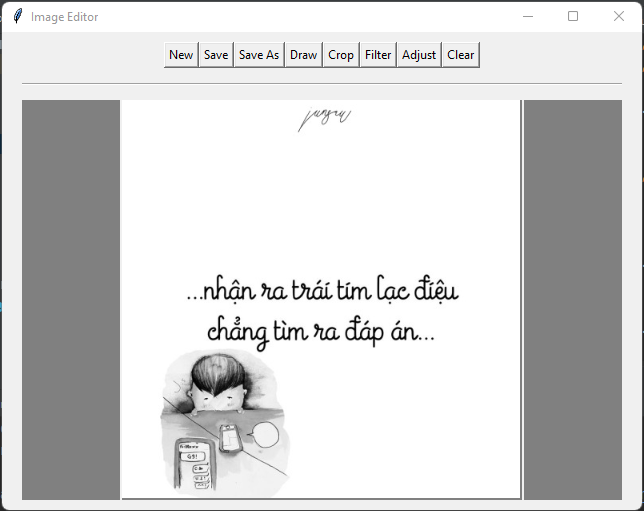 Image Editor
New Save Save As Draw Crop Filter Adjust Clear
...nhận ra trái tim lạc điệu
chẳng tìm ra đáp án...
G9!